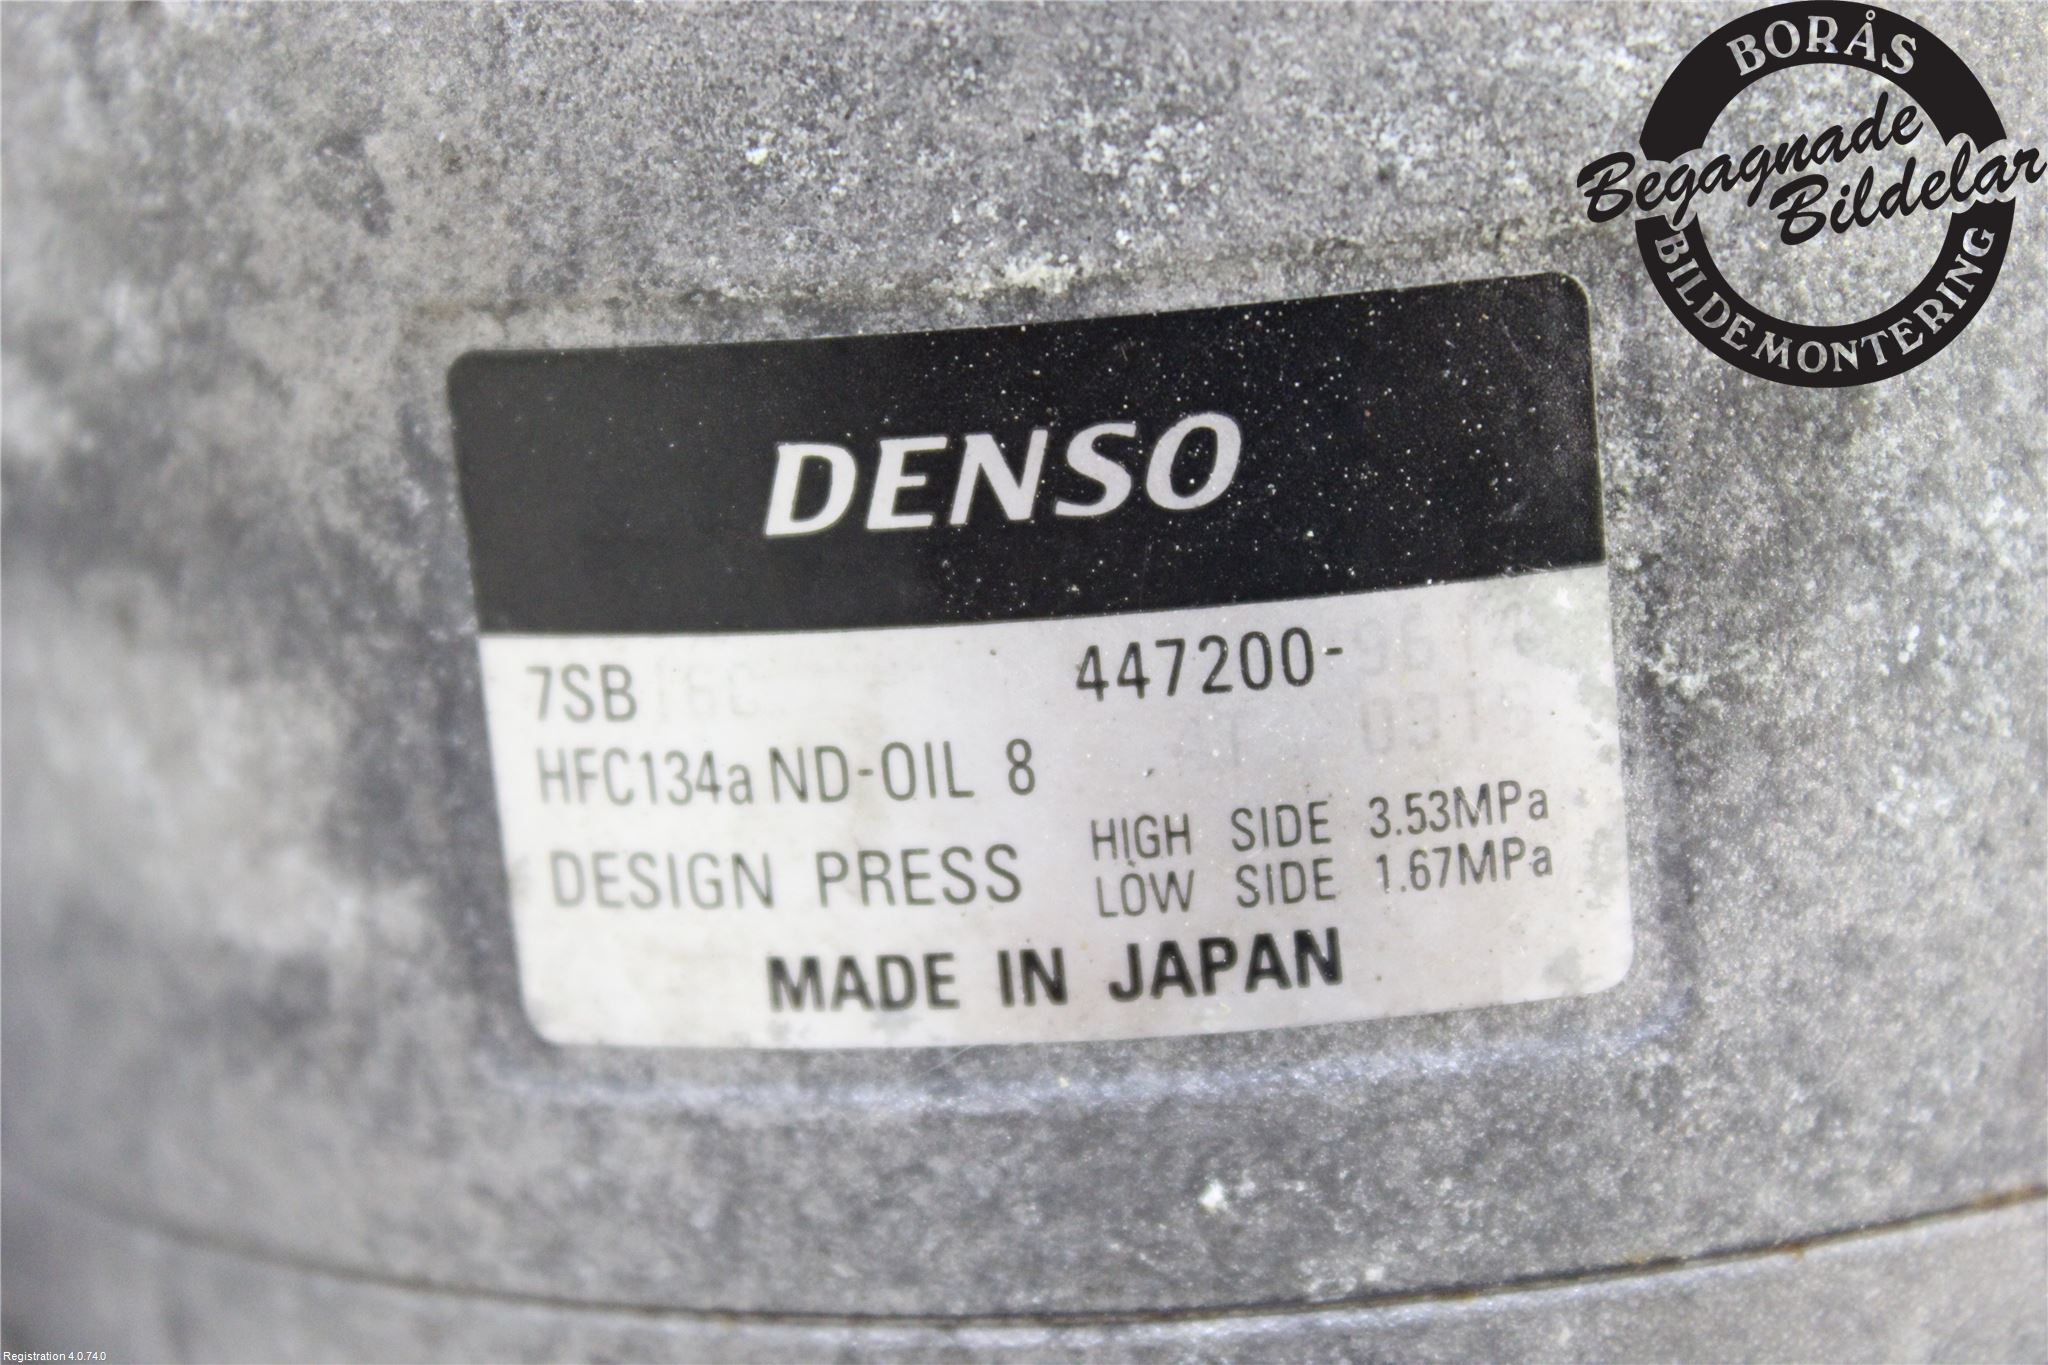 BORÅS
Begagnade
Bildelar
BILDEMONTERING
DENSO
7SB16C 447200-
HFC134a ND-OIL 8
DESIGN PRESS HIGH SIDE 3.53MPa
LOW SIDE 1.67MPa
MADE IN JAPAN
Registration 4.0.74.0